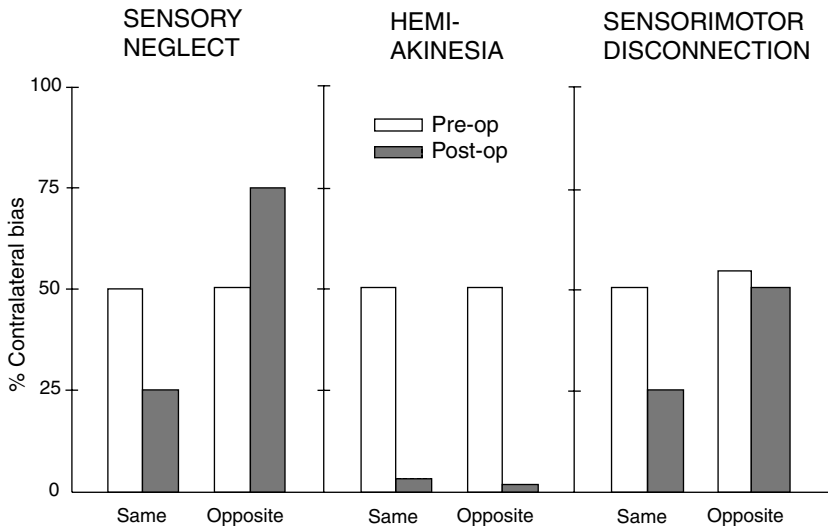 SENSORY
NEGLECT
HEMI-
AKINESIA
SENSORIMOTOR
DISCONNECTION
% Contralateral bias
100
75
50
25
0
Pre-op
Post-op
Same Opposite Same Opposite Same Opposite